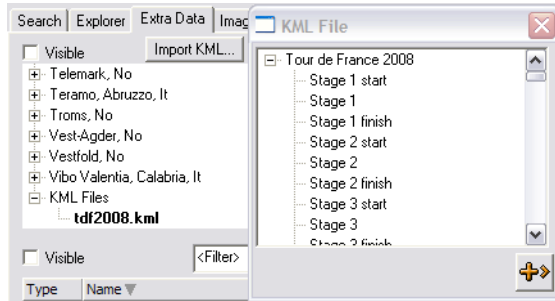 Search Explorer Extra Data Imag
Visible Import KML...
Telemark, No
Teramo, Abruzzo, It
Troms, No
Vest-Agder, No
Vestfold, No
Vibo Valentia, Calabria, It
KML Files
tdf2008.kml
Visible <Filter>
Type Name
KML File
Tour de France 2008
Stage 1 start
Stage 1
Stage 1 finish
Stage 2 start
Stage 2
Stage 2 finish
Stage 3 start
Stage 3
Stage 3 finish